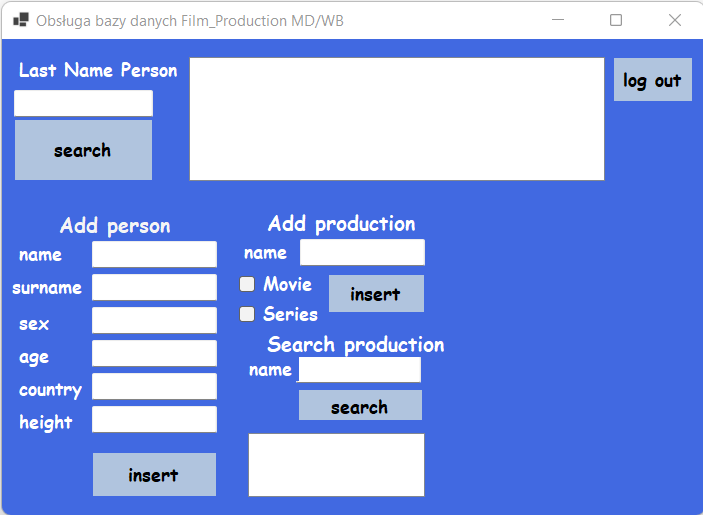 Obsługa bazy danych Film_Production MD/WB
Last Name Person
log out
search
Add person
name
surname
sex
age
country
height
insert
Add production
name
Movie
insert
Series
Search production
name
search